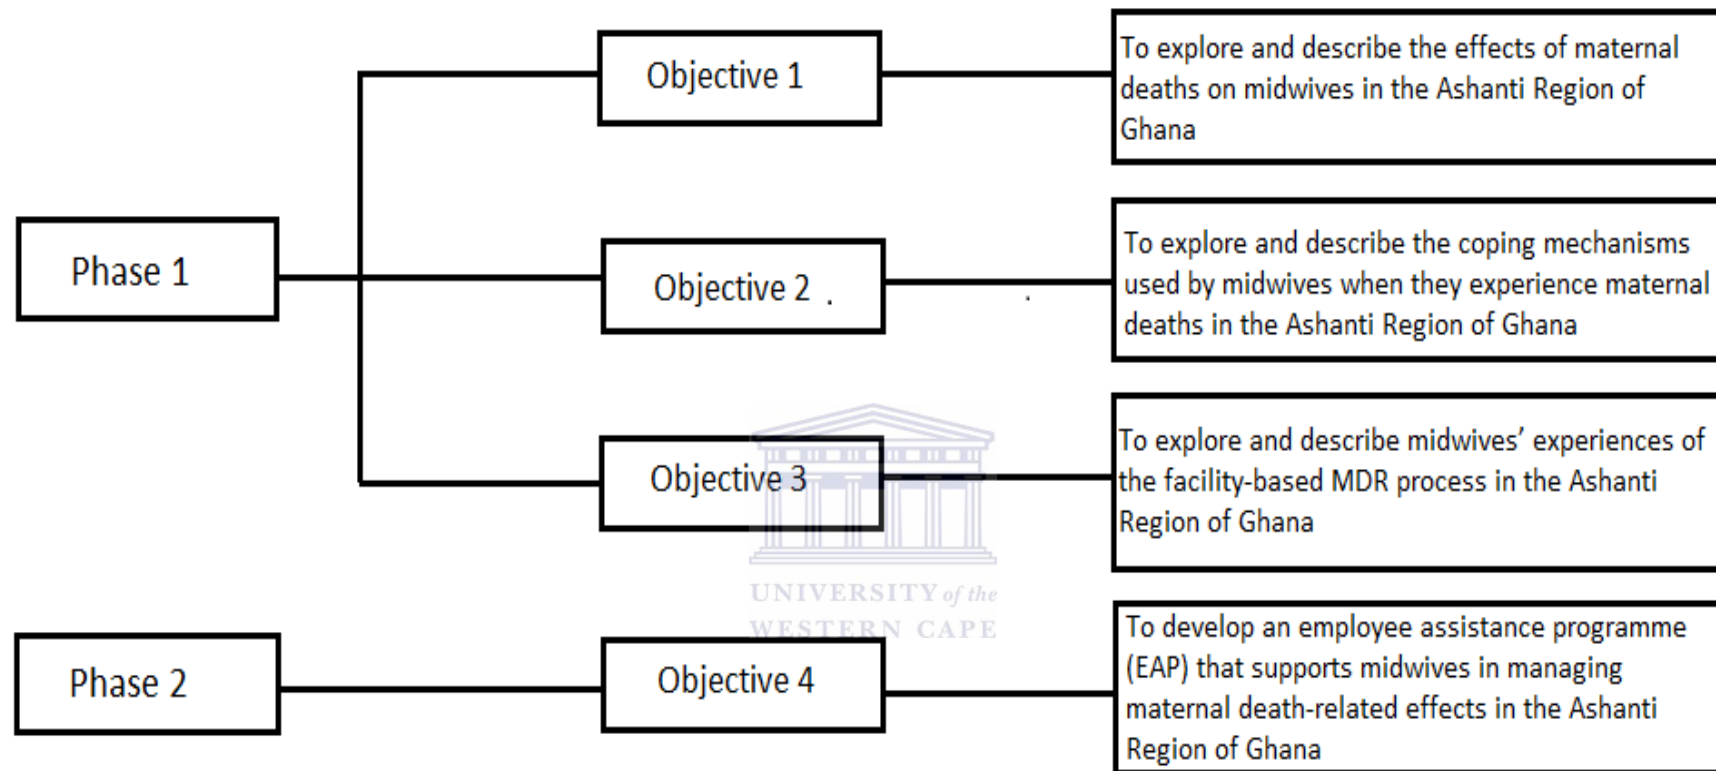 Objective 1
To explore and describe the effects of maternal
deaths on midwives in the Ashanti Region of
Ghana
Phase 1
Objective 2 .
To explore and describe the coping mechanisms
used by midwives when they experience maternal
deaths in the Ashanti Region of Ghana
Objective 3
To explore and describe midwives’ experiences of
the facility-based MDR process in the Ashanti
Region of Ghana
UNIVERSITY of the
WESTERN CAPE
Phase 2
Objective 4
To develop an employee assistance programme
(EAP) that supports midwives in managing
maternal death-related effects in the Ashanti
Region of Ghana